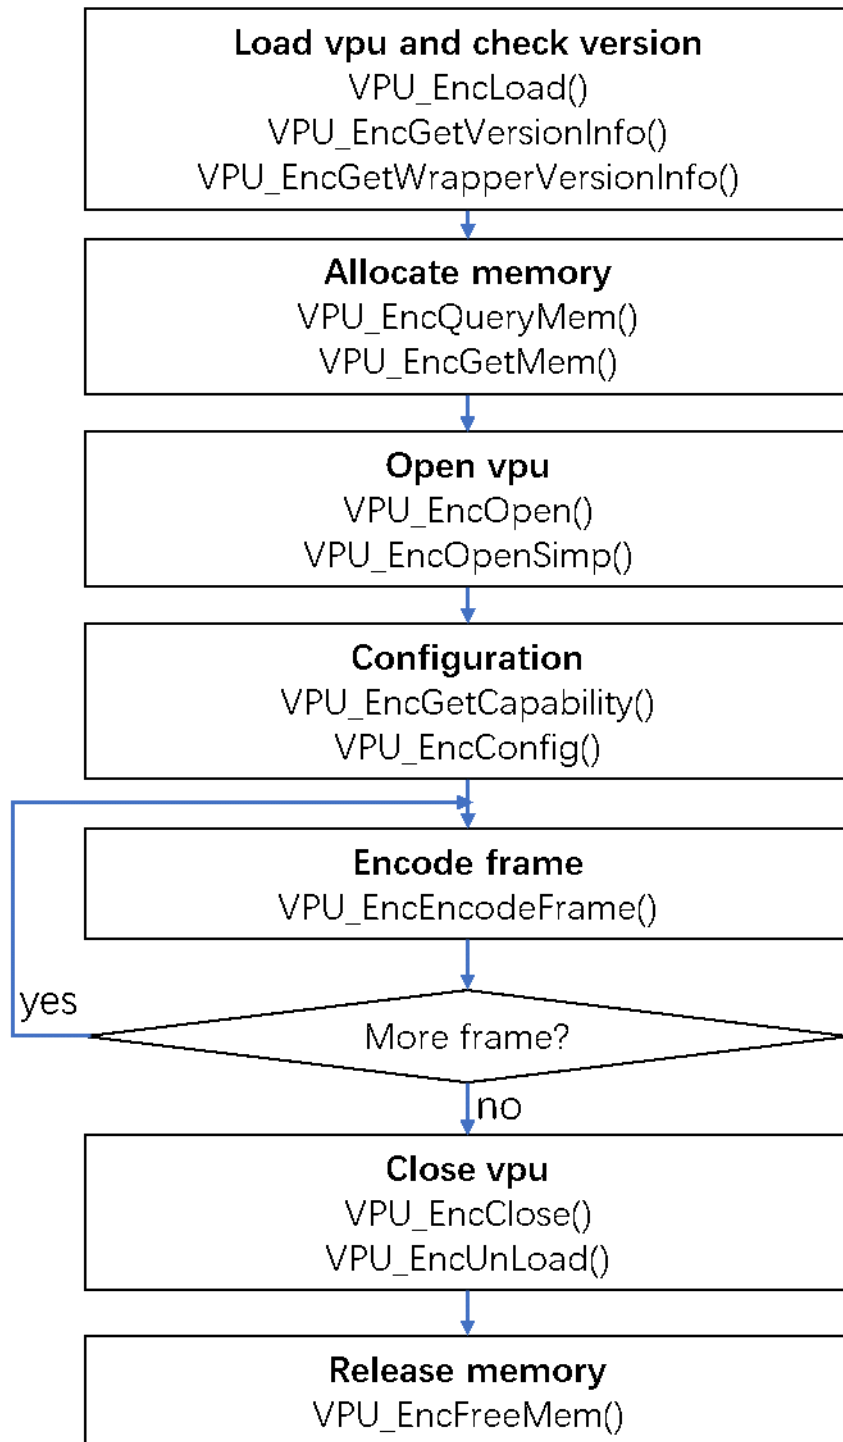 Load vpu and check version
VPU_EncLoad()
VPU_EncGetVersionInfo()
VPU_EncGetWrapperVersionInfo()
Allocate memory
VPU_EncQueryMem()
VPU_EncGetMem()
Open vpu
VPU_EncOpen()
VPU_EncOpenSimp()
Configuration
VPU_EncGetCapability()
VPU_EncConfig()
Encode frame
VPU_EncEncodeFrame()
yes
More frame?
no
Close vpu
VPU_EncClose()
VPU_EncUnLoad()
Release memory
VPU_EncFreeMem()